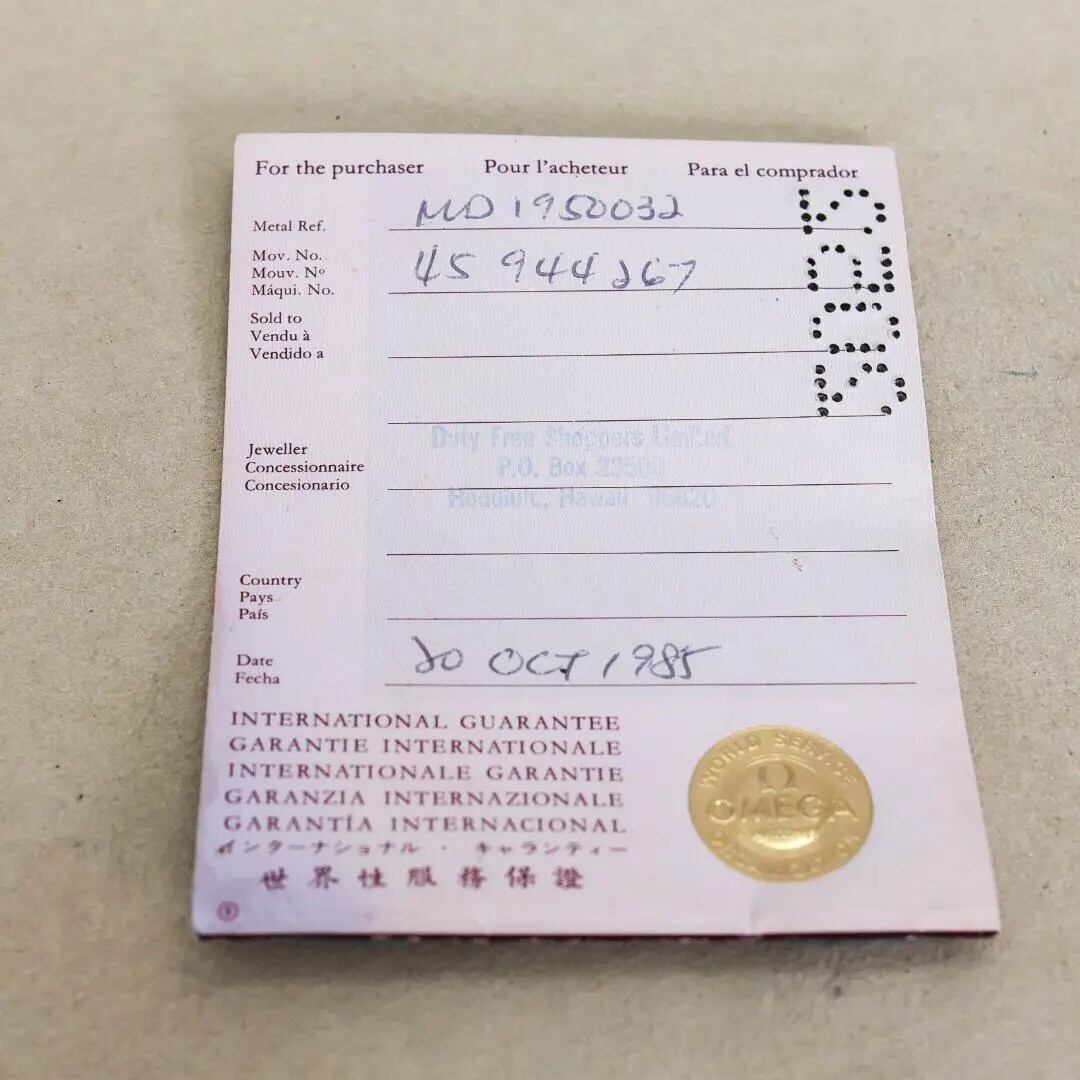 For the purchaser Pour l'acheteur Para el comprador
Metal Ref. MD 1950032
Mov. No.
Mouv. Nº 45 944 267
Máqui. No.
Sold to
Vendu à
Vendido a
Duty Free Shoppers Limited
Jeweller
Concessionnaire P.O. Box
Concesionario
Honolulu, Hawaii 96820
Country
Pays
País
Date 20 OCT 1985
Fecha
INTERNATIONAL GUARANTEE
GARANTIE INTERNATIONALE
INTERNATIONALE GARANTIE
GARANZIA INTERNAZIONALE
GARANTÍA INTERNACIONAL
インターナショナル・ギャランティー
世界性服務保證
WORLD SERVICE
Ω
OMEGA